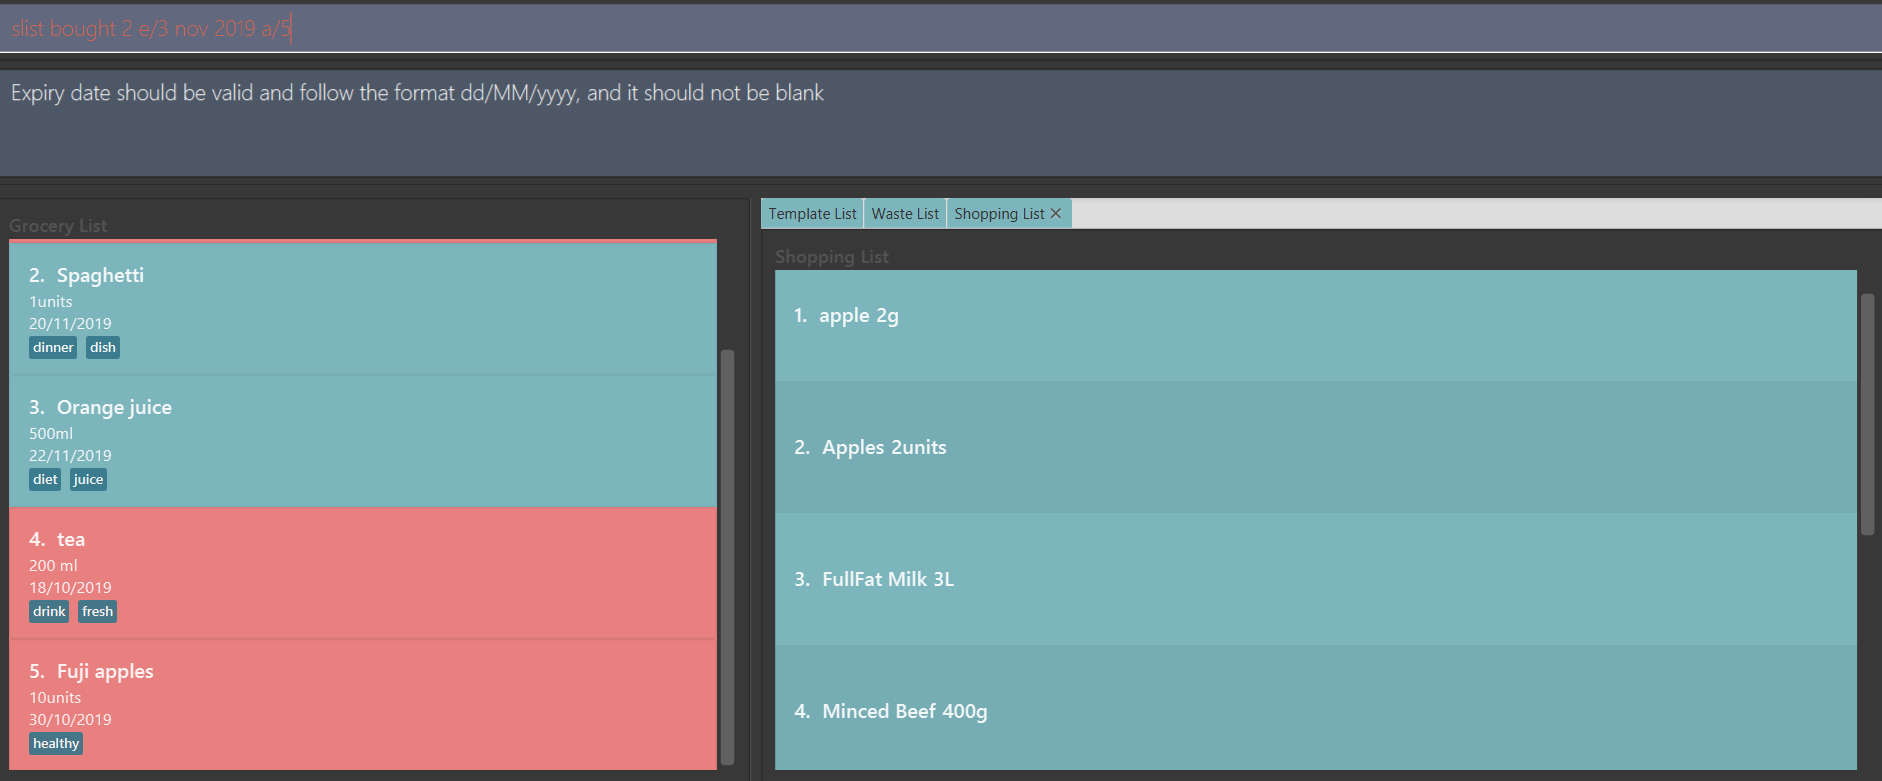 slist bought 2 e/3 nov 2019 a/5
Expiry date should be valid and follow the format dd/MM/yyyy, and it should not be blank
Grocery List
2. Spaghetti
1units
20/11/2019
dinner dish
3. Orange juice
500ml
22/11/2019
diet juice
4. tea
200 ml
18/10/2019
drink fresh
5. Fuji apples
10units
30/10/2019
healthy
Template List Waste List Shopping List
Shopping List
1. apple 2g
2. Apples 2units
3. FullFat Milk 3L
4. Minced Beef 400g